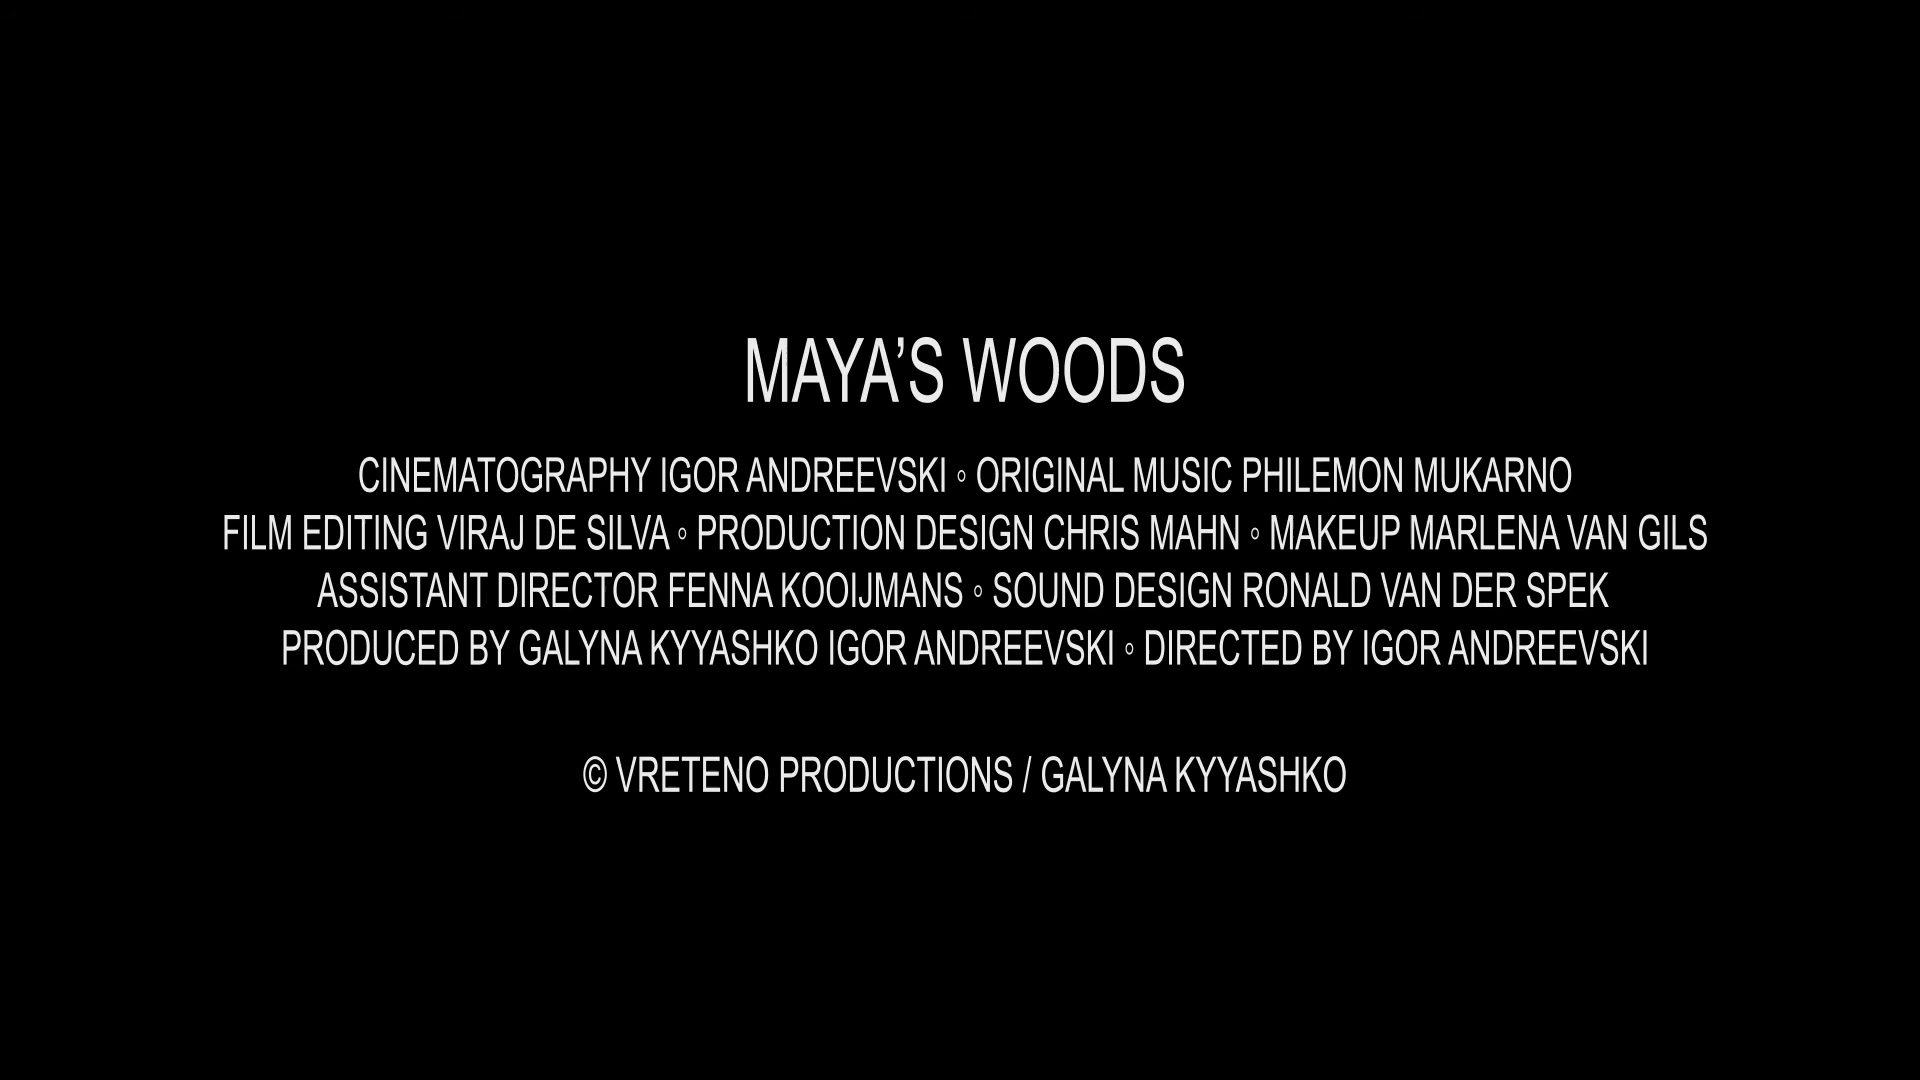 MAYA’S WOODS
CINEMATOGRAPHY IGOR ANDREEVSKI ◦ ORIGINAL MUSIC PHILEMON MUKARNO
FILM EDITING VIRAJ DE SILVA ◦ PRODUCTION DESIGN CHRIS MAHN ◦ MAKEUP MARLENA VAN GILS
ASSISTANT DIRECTOR FENNA KOOIJMANS ◦ SOUND DESIGN RONALD VAN DER SPEK
PRODUCED BY GALYNA KYYASHKO IGOR ANDREEVSKI ◦ DIRECTED BY IGOR ANDREEVSKI
© VRETENO PRODUCTIONS / GALYNA KYYASHKO